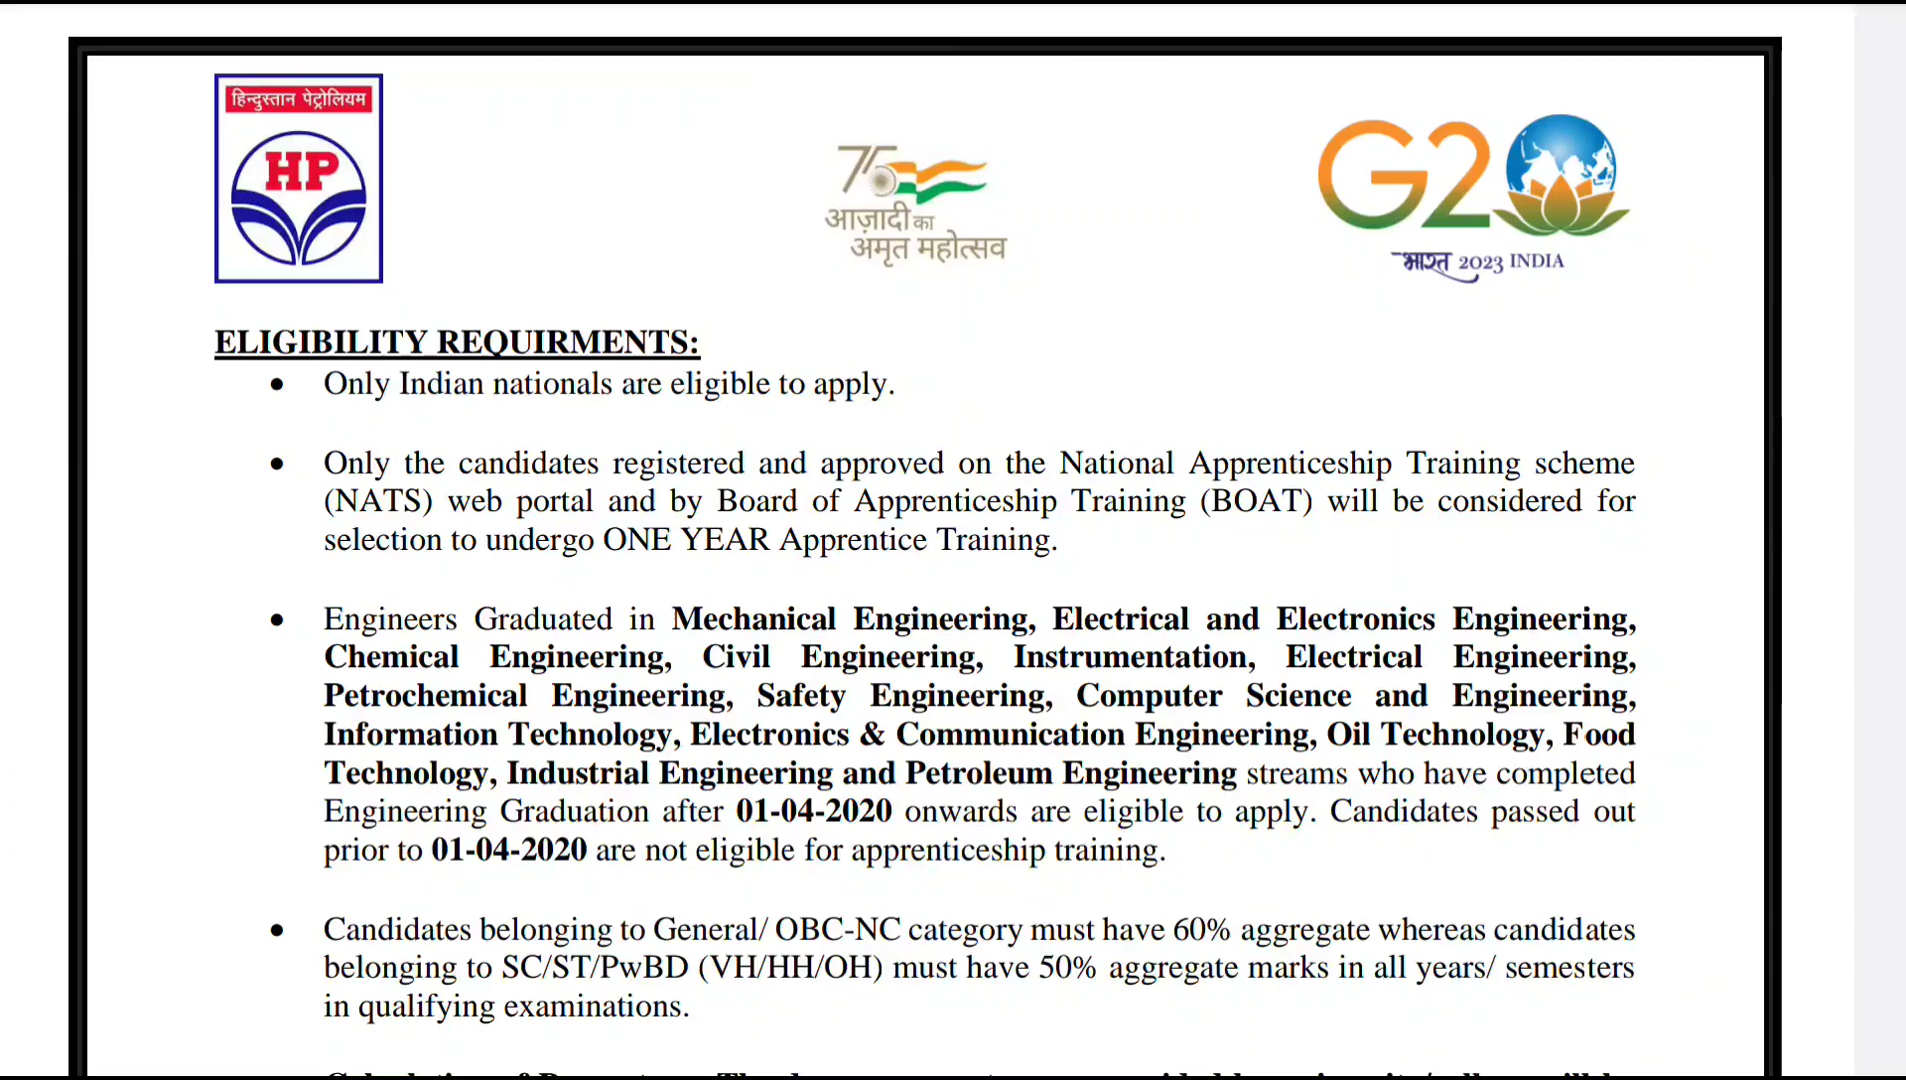 हिन्दुस्तान पेट्रोलियम
HP
75
आज़ादी का
अमृत महोत्सव
G20
भारत 2023 INDIA
ELIGIBILITY REQUIRMENTS:
• Only Indian nationals are eligible to apply.
• Only the candidates registered and approved on the National Apprenticeship Training scheme
(NATS) web portal and by Board of Apprenticeship Training (BOAT) will be considered for
selection to undergo ONE YEAR Apprentice Training.
• Engineers Graduated in Mechanical Engineering, Electrical and Electronics Engineering,
Chemical Engineering, Civil Engineering, Instrumentation, Electrical Engineering,
Petrochemical Engineering, Safety Engineering, Computer Science and Engineering,
Information Technology, Electronics & Communication Engineering, Oil Technology, Food
Technology, Industrial Engineering and Petroleum Engineering streams who have completed
Engineering Graduation after 01-04-2020 onwards are eligible to apply. Candidates passed out
prior to 01-04-2020 are not eligible for apprenticeship training.
• Candidates belonging to General/ OBC-NC category must have 60% aggregate whereas candidates
belonging to SC/ST/PwBD (VH/HH/OH) must have 50% aggregate marks in all years/ semesters
in qualifying examinations.